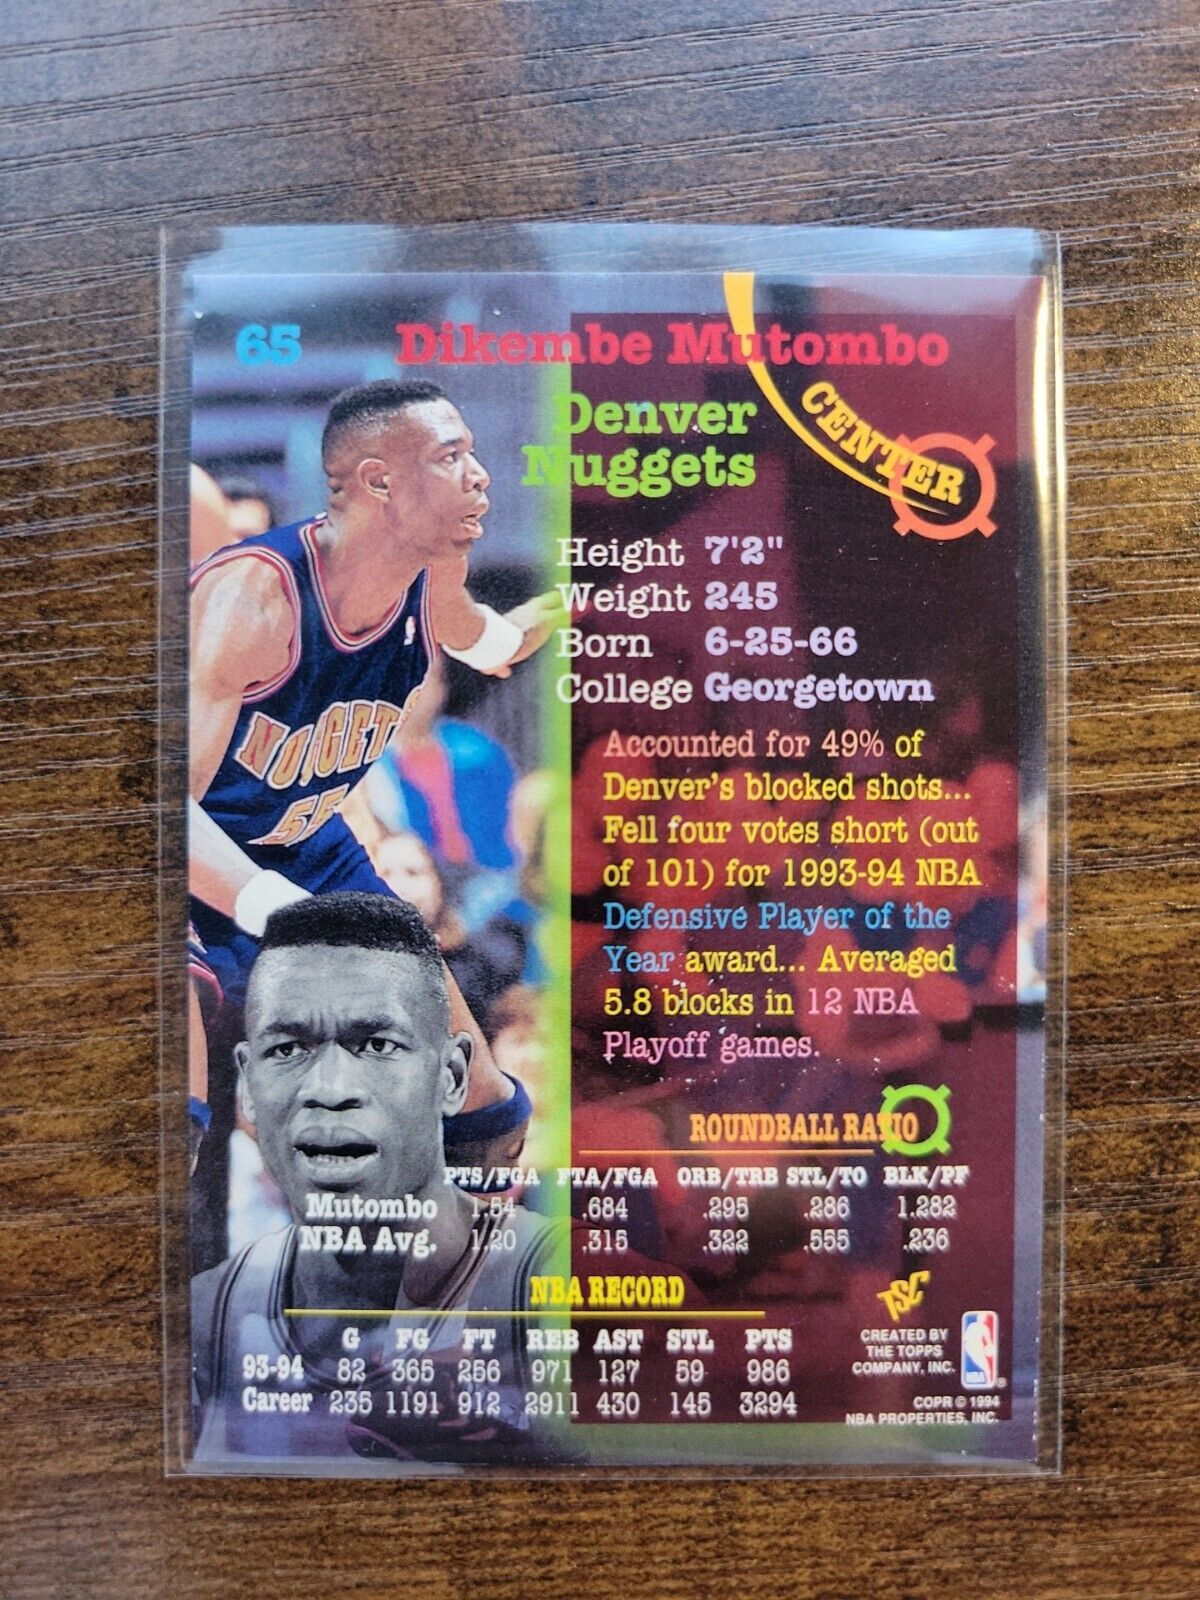 65 Dikembe Mutombo
Denver
Nuggets
CENTER
Height 7'2"
Weight 245
Born 6-25-66
College Georgetown
NUGGETS
55
Accounted for 49% of
Denver's blocked shots...
Fell four votes short (out
of 101) for 1993-94 NBA
Defensive Player of the
Year award... Averaged
5.8 blocks in 12 NBA
Playoff games.
ROUNDBALL RATIO
PTS/FGA FTA/FGA ORB/TRB STL/TO BLK/PF
Mutombo 1.54 .684 .295 .286 1.282
NBA Avg. 1.20 .315 .322 .555 .236
NBA RECORD
G FG FT REB AST STL PTS
93-94 82 365 256 971 127 59 986
Career 235 1191 912 2911 430 145 3294
TSC
CREATED BY
THE TOPPS
COMPANY, INC.
NBA
®
COPR © 1994
NBA PROPERTIES, INC.